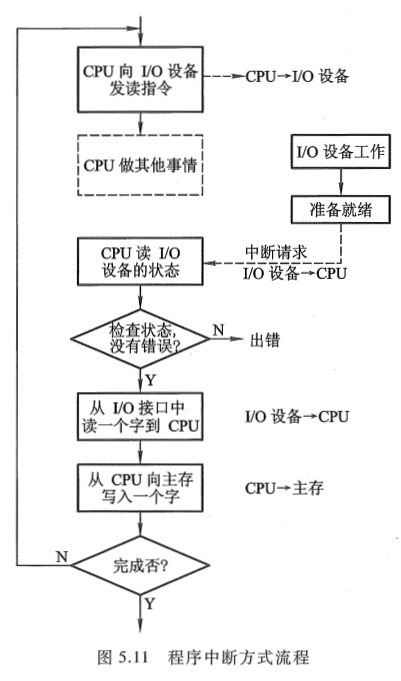 CPU 向 I/O 设备
发读指令
CPU→I/O 设备
CPU 做其他事情
I/O 设备工作
准备就绪
CPU 读 I/O
设备的状态
中断请求
I/O 设备→CPU
检查状态,
没有错误?
N
出错
Y
从 I/O 接口中
读一个字到 CPU
I/O 设备→CPU
从 CPU 向主存
写入一个字
CPU→主存
N
完成否?
Y
图 5.11 程序中断方式流程